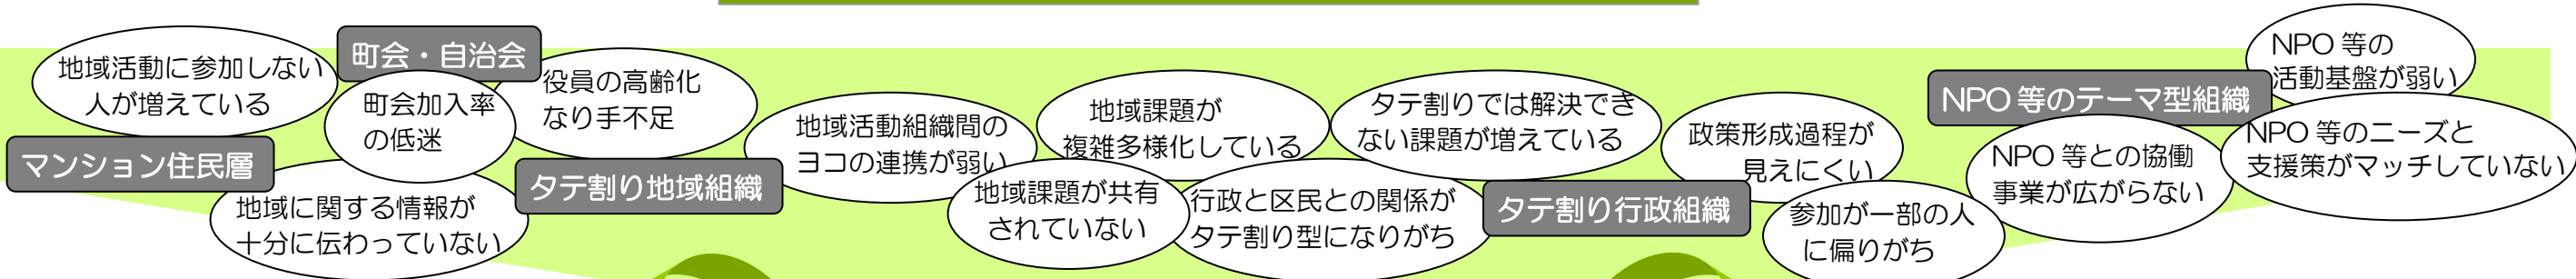 地域活動に参加しない
人が増えている
町会・自治会
町会加入率
の低迷
役員の高齢化
なり手不足
マンション住民層
地域に関する情報が
十分に伝わっていない
タテ割り地域組織
地域活動組織間の
ヨコの連携が弱い
地域課題が
複雑多様化している
地域課題が共有
されていない
タテ割りでは解決でき
ない課題が増えている
行政と区民との関係が
タテ割り型になりがち
タテ割り行政組織
政策形成過程が
見えにくい
参加が一部の人
に偏りがち
NPO 等のテーマ型組織
NPO 等の
活動基盤が弱い
NPO 等との協働
事業が広がらない
NPO 等のニーズと
支援策がマッチしていない